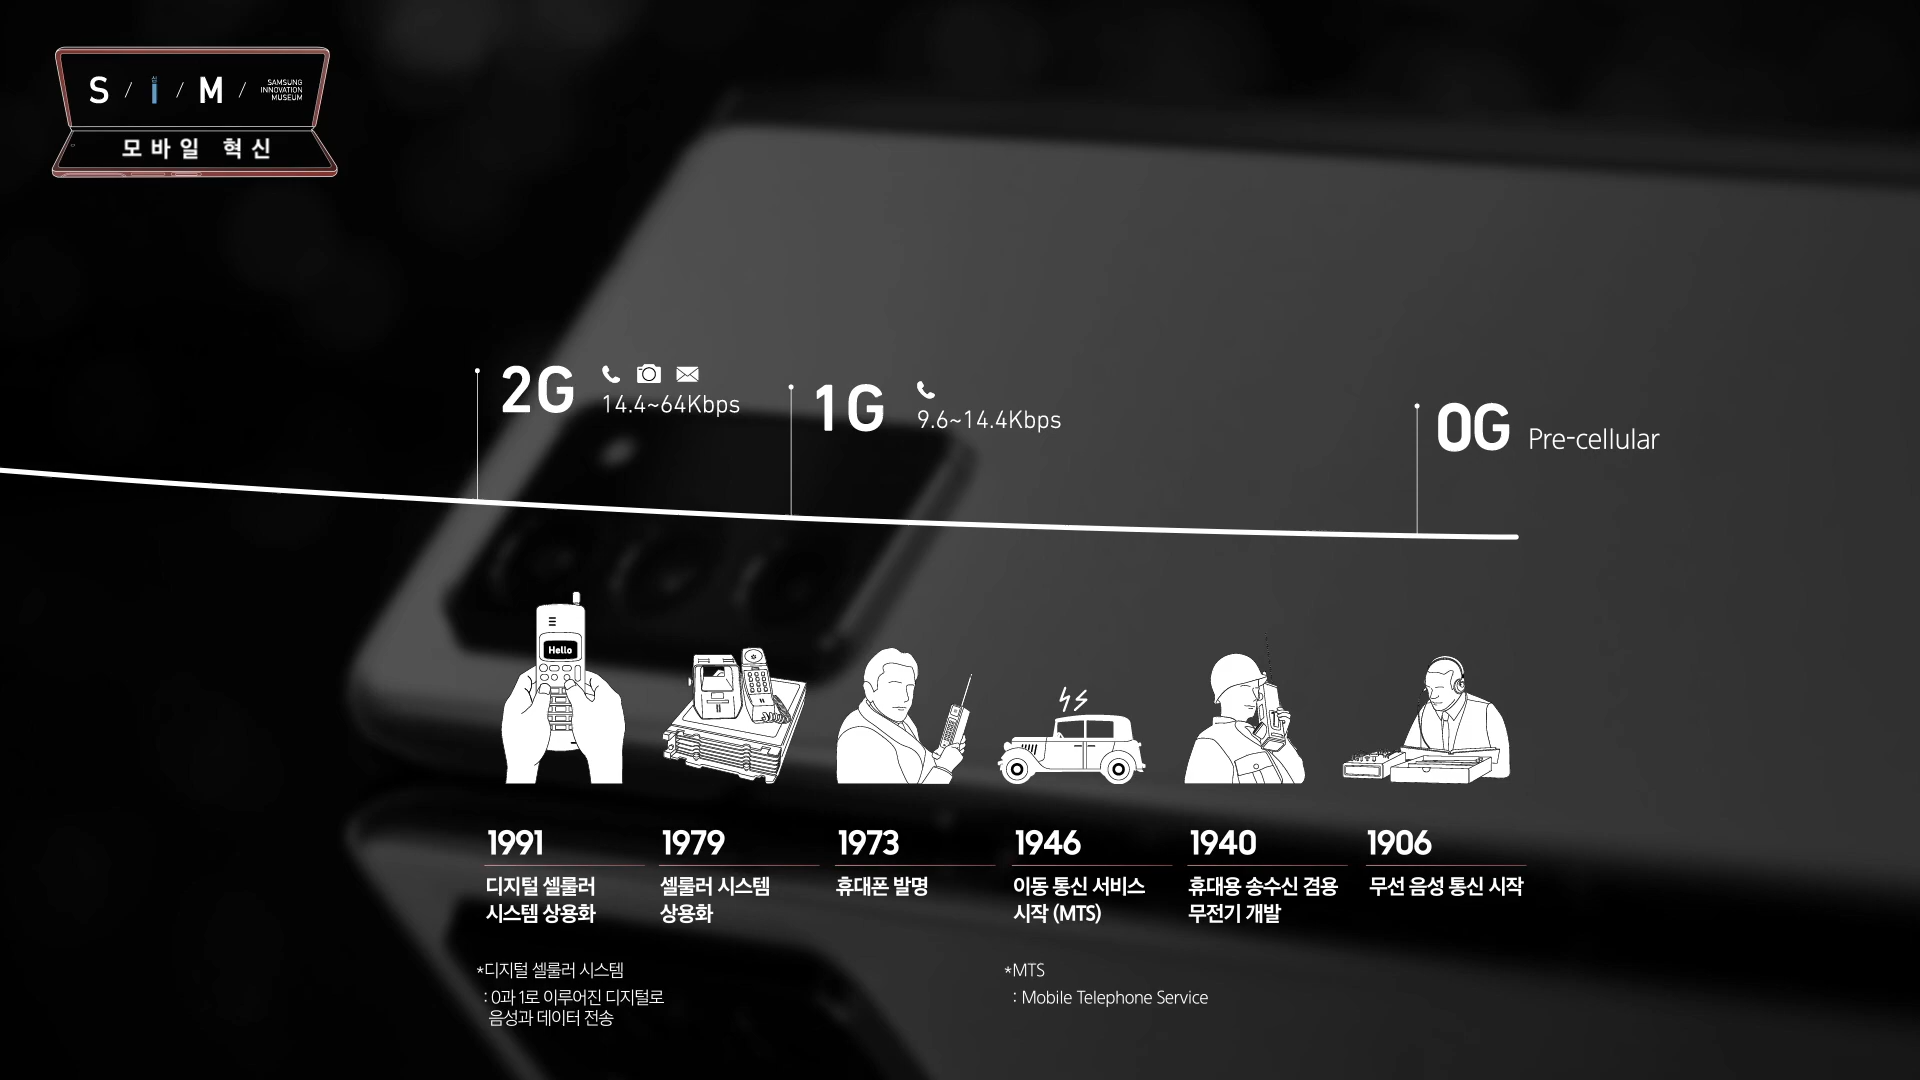 S / i / M /
SAMSUNG
INNOVATION
MUSEUM
모바일 혁신
2G
14.4~64Kbps
1G
9.6~14.4Kbps
0G Pre-cellular
Hello
1991
디지털 셀룰러
시스템 상용화
1979
셀룰러 시스템
상용화
1973
휴대폰 발명
1946
이동 통신 서비스
시작 (MTS)
1940
휴대용 송수신 겸용
무전기 개발
1906
무선 음성 통신 시작
*디지털 셀룰러 시스템
: 0과 1로 이루어진 디지털로
음성과 데이터 전송
*MTS
: Mobile Telephone Service